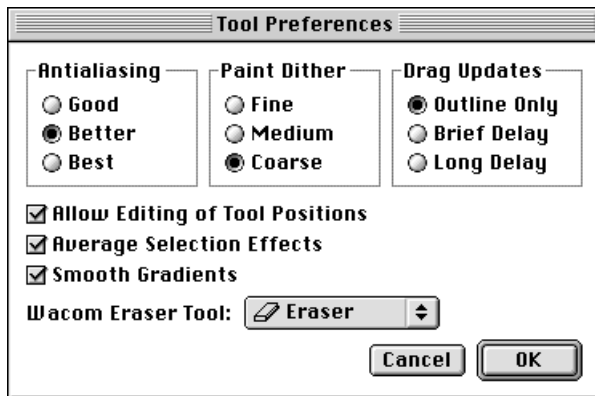 Tool Preferences
Antialiasing
Good
Better
Best
Paint Dither
Fine
Medium
Coarse
Drag Updates
Outline Only
Brief Delay
Long Delay
Allow Editing of Tool Positions
Average Selection Effects
Smooth Gradients
Wacom Eraser Tool: Eraser
Cancel OK